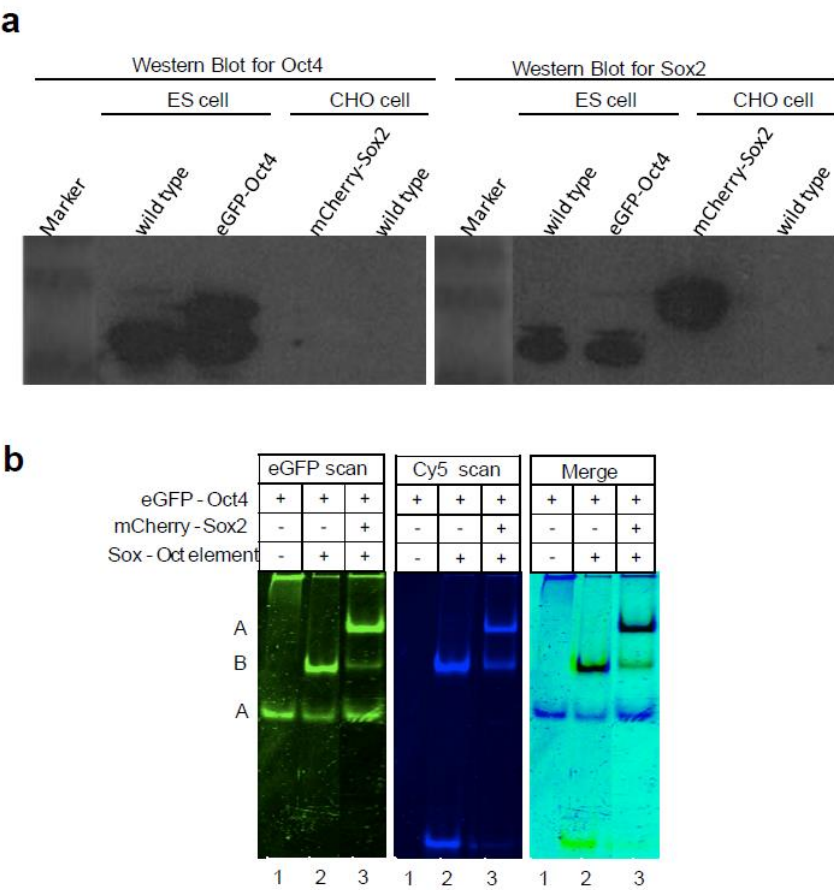 a
Western Blot for Oct4
Western Blot for Sox2
ES cell
CHO cell
ES cell
CHO cell
Marker
wild type
eGFP-Oct4
mCherry-Sox2
wild type
Marker
wild type
eGFP-Oct4
mCherry-Sox2
wild type
b
eGFP scan
Cy5 scan
Merge
eGFP-Oct4 + + + + + + + + +
mCherry-Sox2 - - + - - + - - +
Sox-Oct element - + + - + + - + +
A
B
A
1 2 3 1 2 3 1 2 3